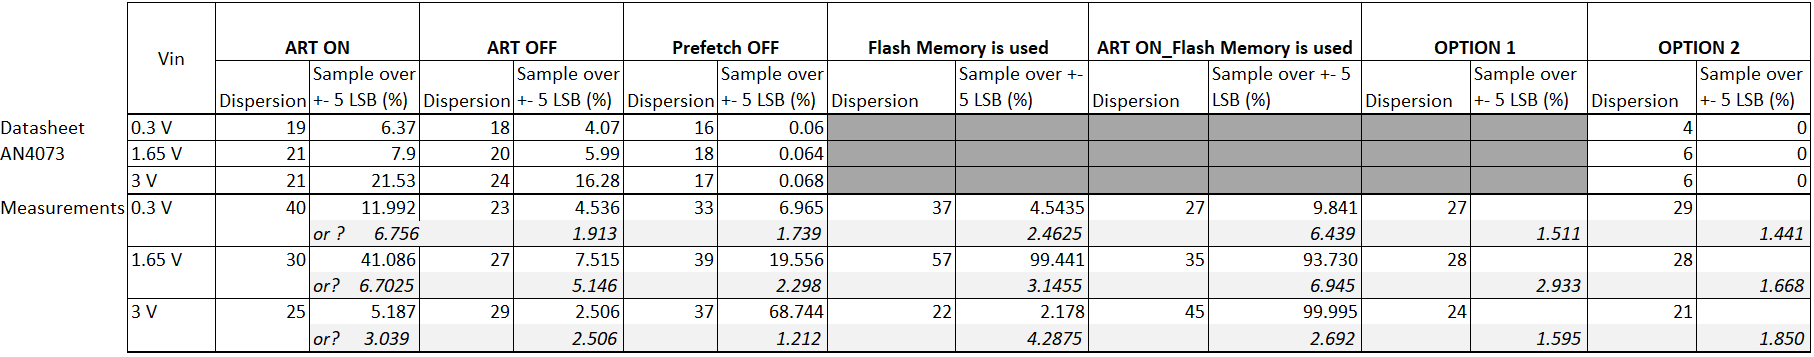 Vin ART ON ART OFF Prefetch OFF Flash Memory is used ART ON_Flash Memory is used OPTION 1 OPTION 2
Dispersion Sample over +- 5 LSB (%) Dispersion Sample over +- 5 LSB (%) Dispersion Sample over +- 5 LSB (%) Dispersion Sample over +- 5 LSB (%) Dispersion Sample over +- 5 LSB (%) Dispersion Sample over +- 5 LSB (%) Dispersion Sample over +- 5 LSB (%)
Datasheet 0.3 V 19 6.37 18 4.07 16 0.06 4 0
AN4073 1.65 V 21 7.9 20 5.99 18 0.064 6 0
3 V 21 21.53 24 16.28 17 0.068 6 0
Measurements 0.3 V 40 11.992 23 4.536 33 6.965 37 4.5435 27 9.841 27 29
or ? 6.756 1.913 1.739 2.4625 6.439 1.511 1.441
1.65 V 30 41.086 27 7.515 39 19.556 57 99.441 35 93.730 28 28
or? 6.7025 5.146 2.298 3.1455 6.945 2.933 1.668
3 V 25 5.187 29 2.506 37 68.744 22 2.178 45 99.995 24 21
or? 3.039 2.506 1.212 4.2875 2.692 1.595 1.850